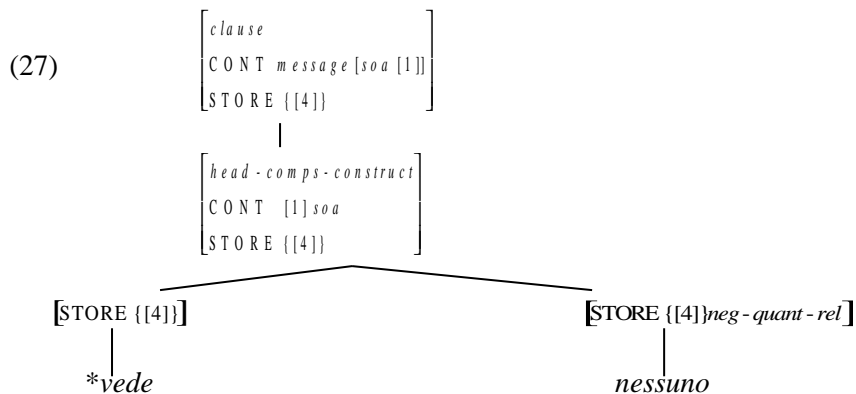 (27)
clause
CONT message [soa [1]]
STORE {[4]}
head-comps-construct
CONT [1] soa
STORE {[4]}
[STORE {[4]}] [STORE {[4]}neg-quant-rel]
*vede nessuno